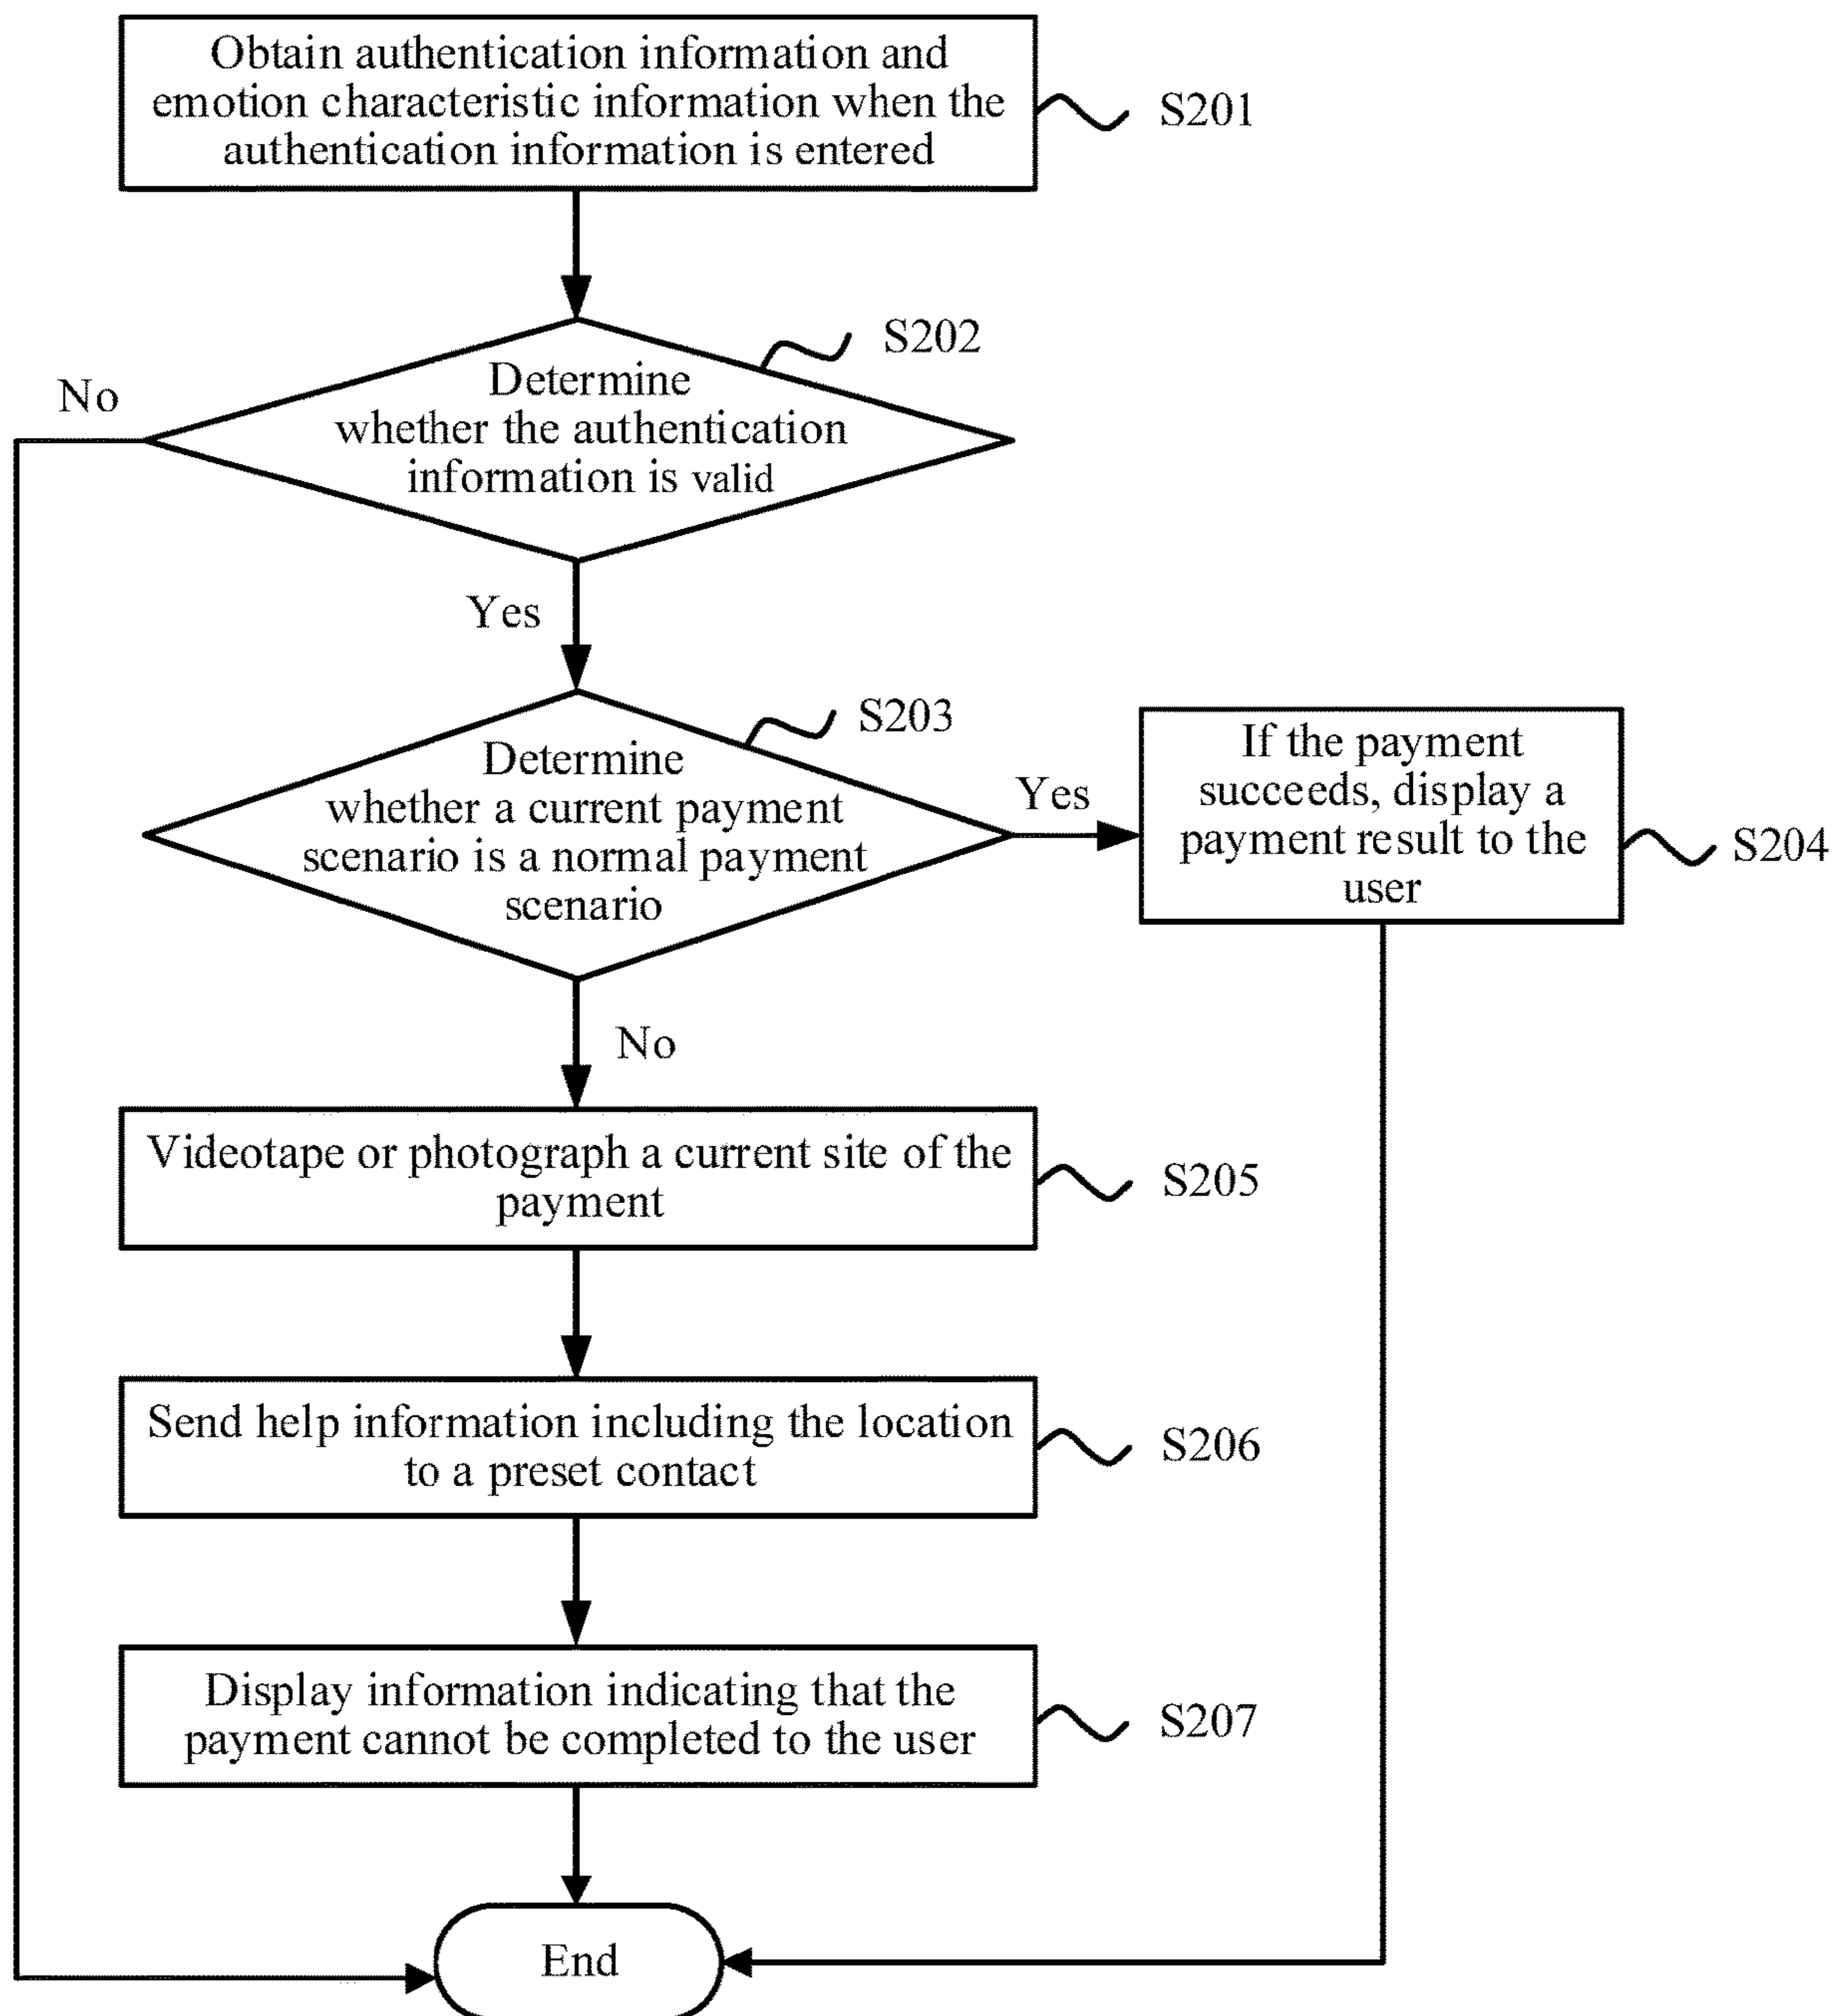 Obtain authentication information and
emotion characteristic information when the
authentication information is entered
S201
S202
No
Determine
whether the authentication
information is valid
Yes
S203
Determine
whether a current payment
scenario is a normal payment
scenario
Yes
If the payment
succeeds, display a
payment result to the
user
S204
No
Videotape or photograph a current site of the
payment
S205
Send help information including the location
to a preset contact
S206
Display information indicating that the
payment cannot be completed to the user
S207
End